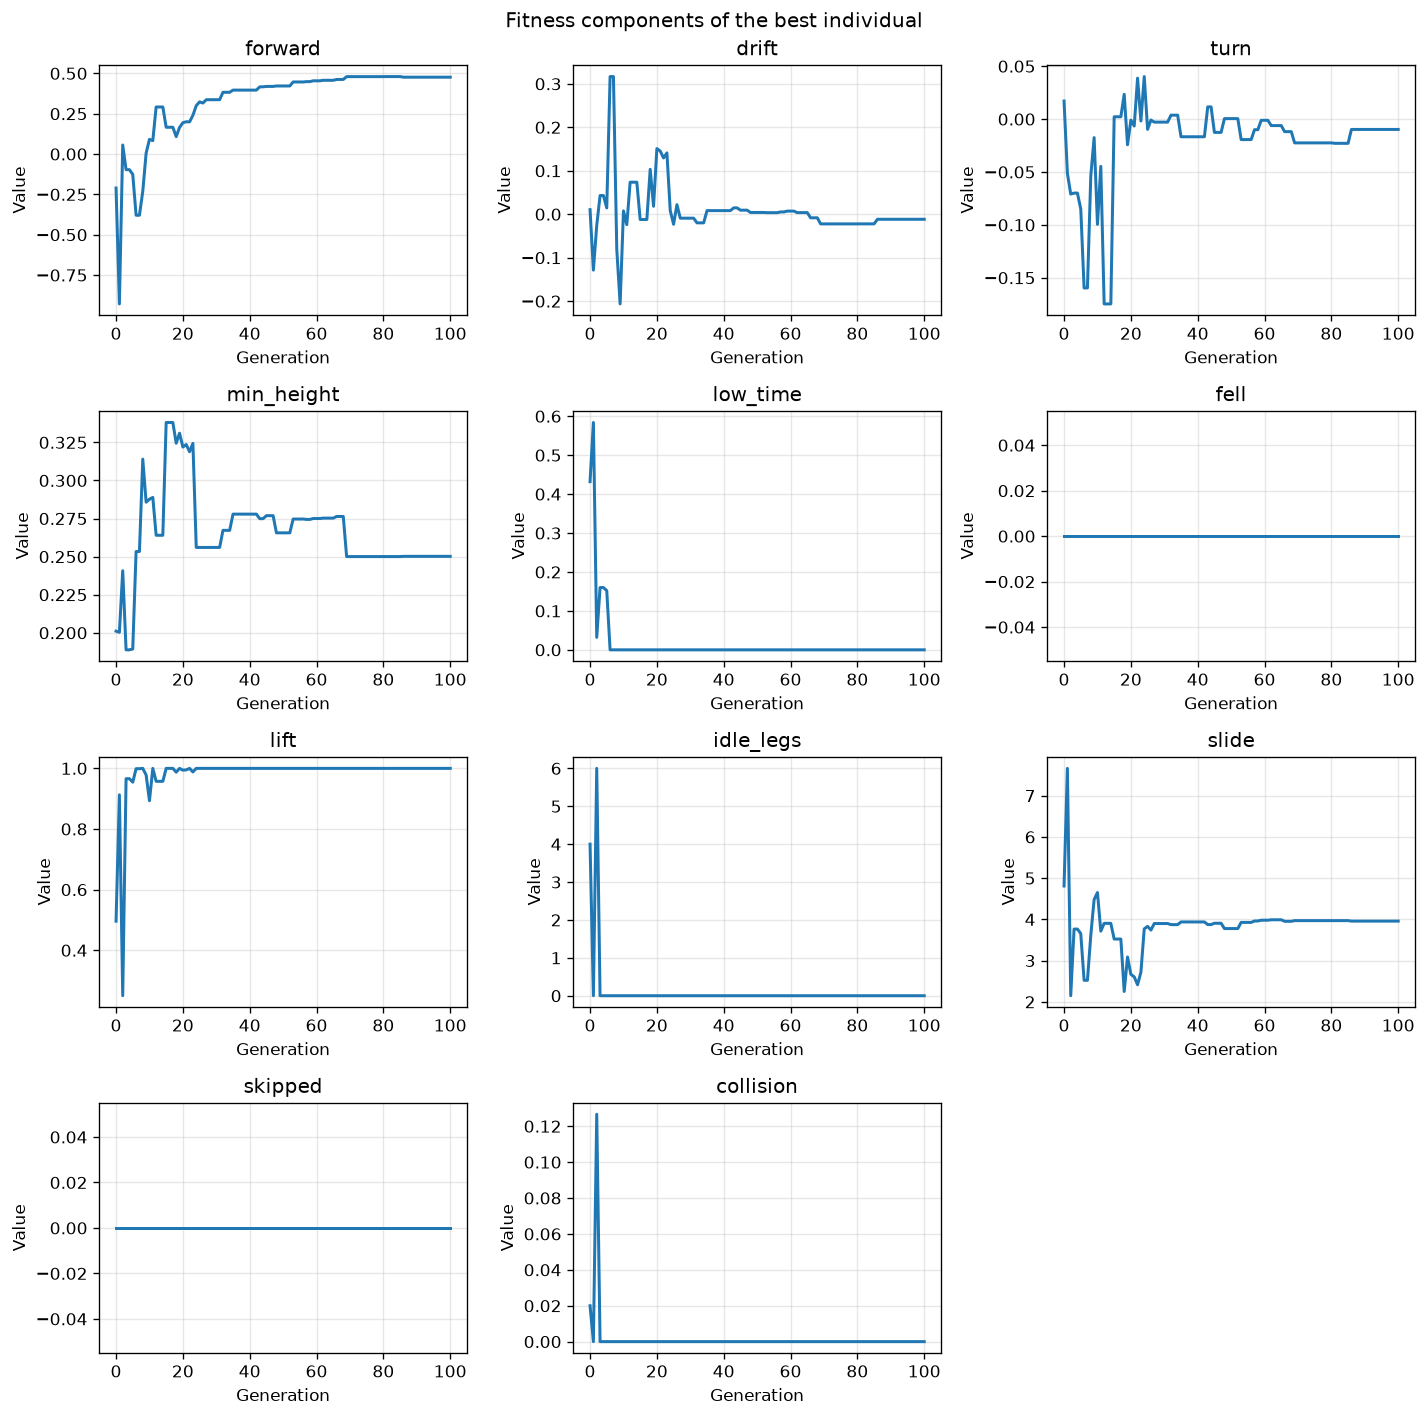 Fitness components of the best individual
forward
drift
turn
0.50
0.25
0.00
−0.25
−0.50
−0.75
Value
0 20 40 60 80 100
Generation
0.3
0.2
0.1
0.0
−0.1
−0.2
Value
0 20 40 60 80 100
Generation
0.05
0.00
−0.05
−0.10
−0.15
Value
0 20 40 60 80 100
Generation
min_height
low_time
fell
0.325
0.300
0.275
0.250
0.225
0.200
Value
0 20 40 60 80 100
Generation
0.6
0.5
0.4
0.3
0.2
0.1
0.0
Value
0 20 40 60 80 100
Generation
0.04
0.02
0.00
−0.02
−0.04
Value
0 20 40 60 80 100
Generation
lift
idle_legs
slide
1.0
0.8
0.6
0.4
Value
0 20 40 60 80 100
Generation
6
5
4
3
2
1
0
Value
0 20 40 60 80 100
Generation
7
6
5
4
3
2
Value
0 20 40 60 80 100
Generation
skipped
collision
0.04
0.02
0.00
−0.02
−0.04
Value
0 20 40 60 80 100
Generation
0.12
0.10
0.08
0.06
0.04
0.02
0.00
Value
0 20 40 60 80 100
Generation